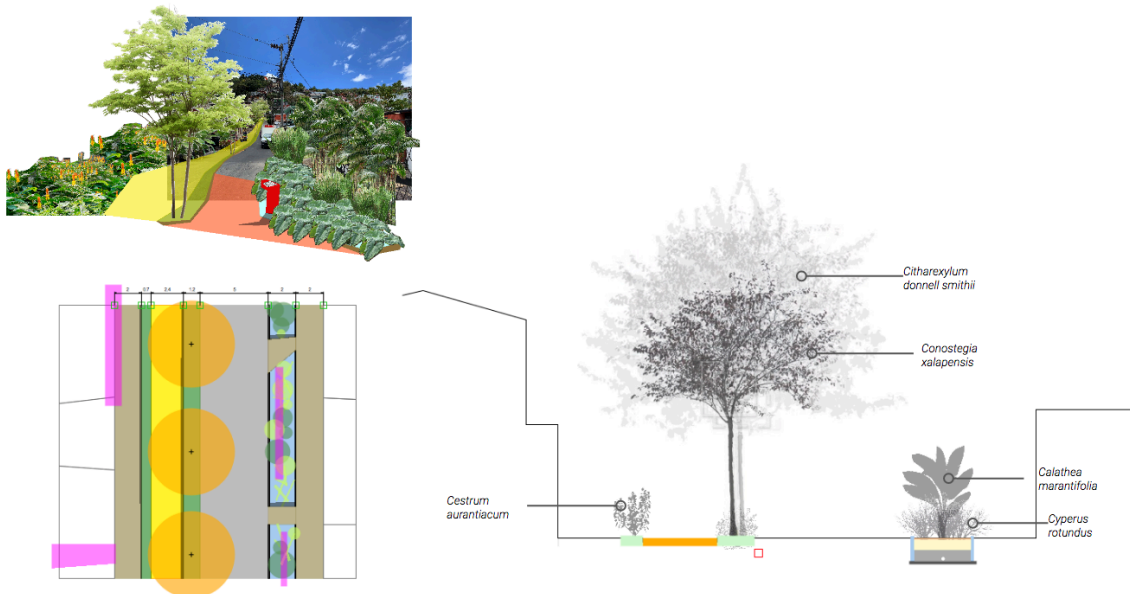 2 0.7 2.4 1.2 5 2 2
Citharexylum
donnell smithii
Conostegia
xalapensis
Calathea
marantifolia
Cestrum
aurantiacum
Cyperus
rotundus